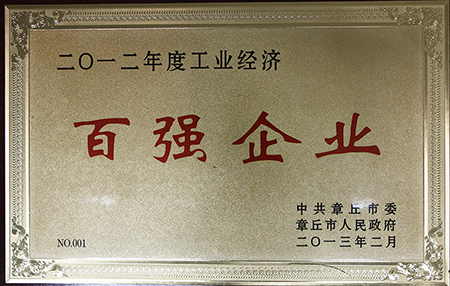 二〇一二年度工业经济
百强企业
中共章丘市委
章丘市人民政府
二〇一三年二月
NO.001